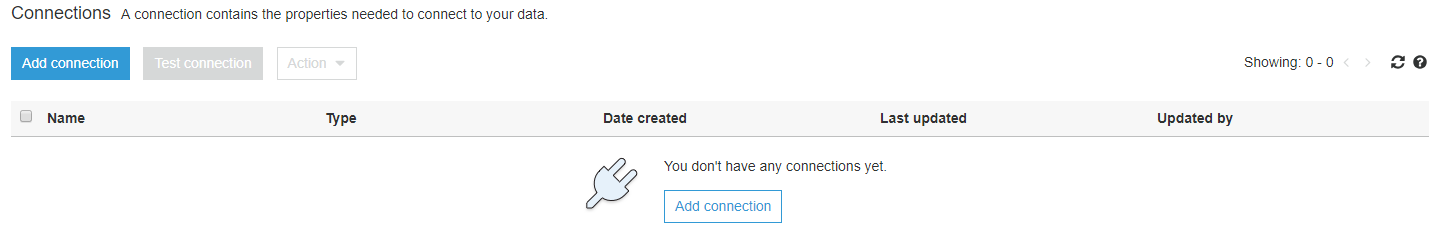 Connections A connection contains the properties needed to connect to your data.
Add connection Test connection Action Showing: 0 - 0
Name Type Date created Last updated Updated by
You don't have any connections yet.
Add connection